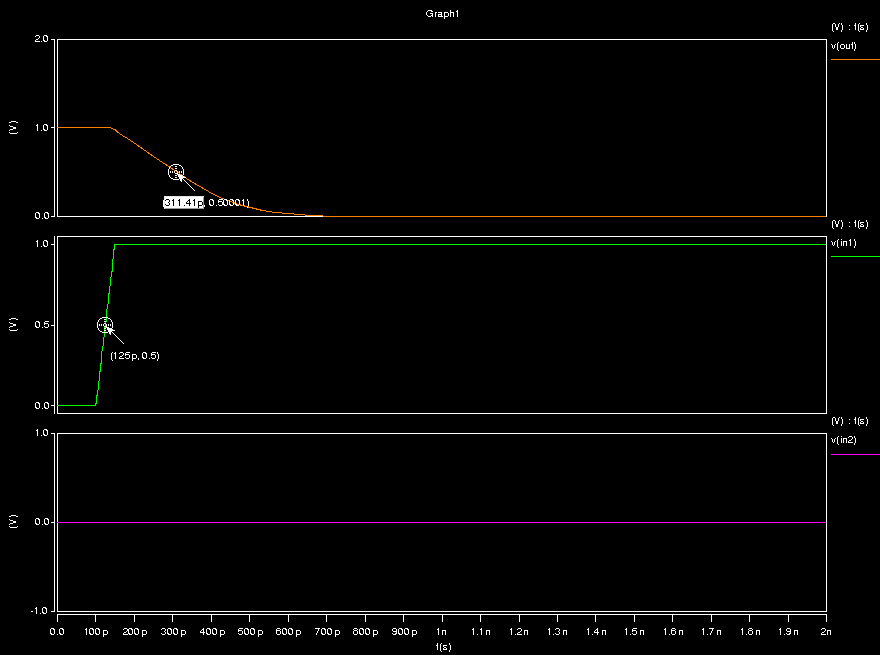 Graph1
(V) : t(s)
v(out)
2.0
1.0
0.0
(V)
(311.41p, 0.50001)
(V) : t(s)
v(in1)
1.0
0.5
0.0
(V)
(125p, 0.5)
(V) : t(s)
v(in2)
1.0
0.0
-1.0
(V)
0.0 100p 200p 300p 400p 500p 600p 700p 800p 900p 1n 1.1n 1.2n 1.3n 1.4n 1.5n 1.6n 1.7n 1.8n 1.9n 2n
t(s)